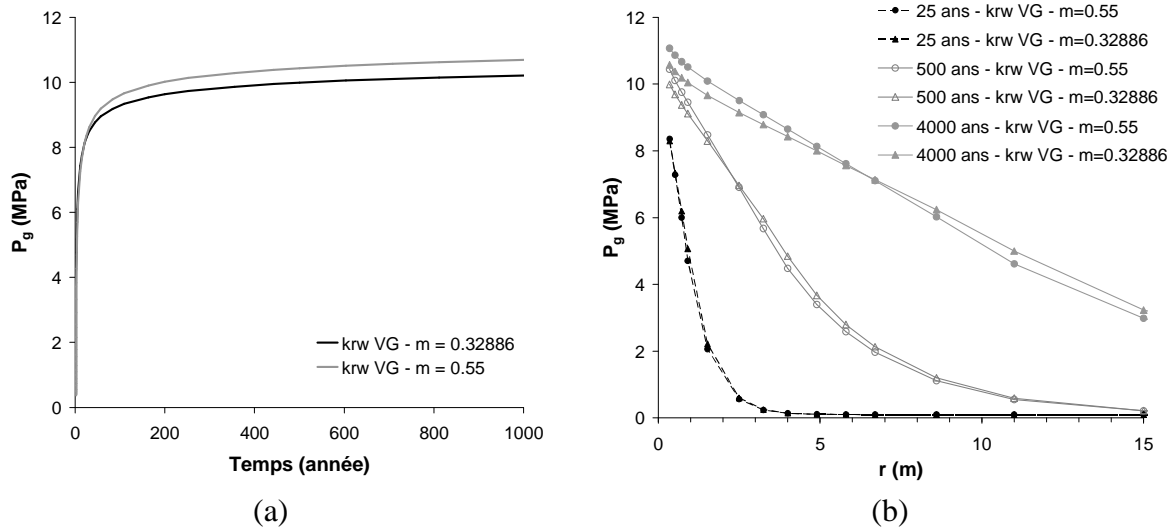 12
10
8
6
4
2
0
P_g (MPa)
krw VG - m = 0.32886
krw VG - m = 0.55
0 200 400 600 800 1000
Temps (année)
(a)
25 ans - krw VG - m=0.55
25 ans - krw VG - m=0.32886
500 ans - krw VG - m=0.55
500 ans - krw VG - m=0.32886
4000 ans - krw VG - m=0.55
4000 ans - krw VG - m=0.32886
12
10
8
6
4
2
0
P_g (MPa)
0 5 10 15
r (m)
(b)